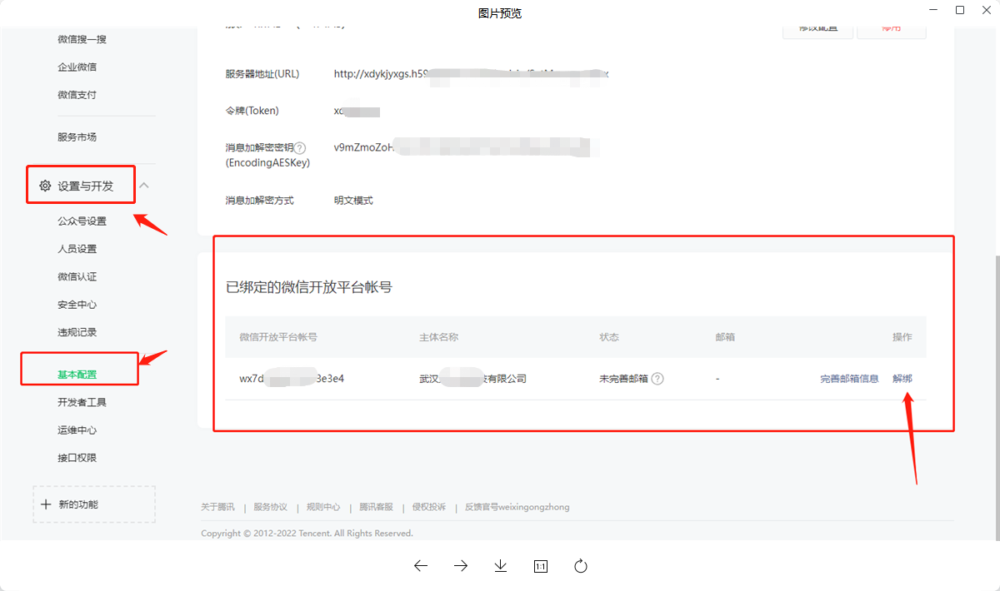 图片预览
微信搜一搜
企业微信
微信支付
服务市场
设置与开发
公众号设置
人员设置
微信认证
安全中心
违规记录
基本配置
开发者工具
运维中心
接口权限
新的功能
修改配置 停用
服务器地址(URL) http://xdykjyxgs.h59
令牌(Token) xd
消息加解密密钥 v9mZmoZoH
(EncodingAESKey)
消息加解密方式 明文模式
已绑定的微信开放平台帐号
微信开放平台帐号 主体名称 状态 邮箱 操作
wx7d 3e3e4 武汉 技有限公司 未完善邮箱 - 完善邮箱信息 解绑
关于腾讯 | 服务协议 | 规则中心 | 腾讯客服 | 侵权投诉 | 反馈官号weixingongzhong
Copyright © 2012-2022 Tencent. All Rights Reserved.
1:1